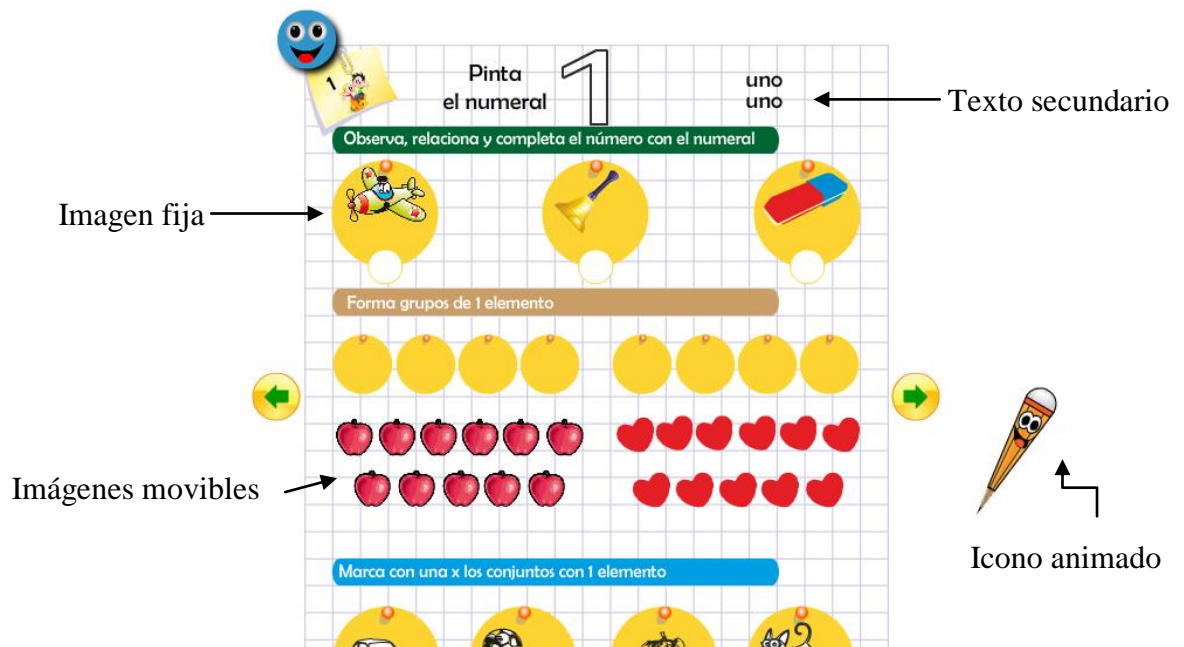 1
Pinta
el numeral
1
uno
uno
Texto secundario
Observa, relaciona y completa el número con el numeral
Imagen fija
Forma grupos de 1 elemento
Imágenes movibles
Icono animado
Marca con una x los conjuntos con 1 elemento